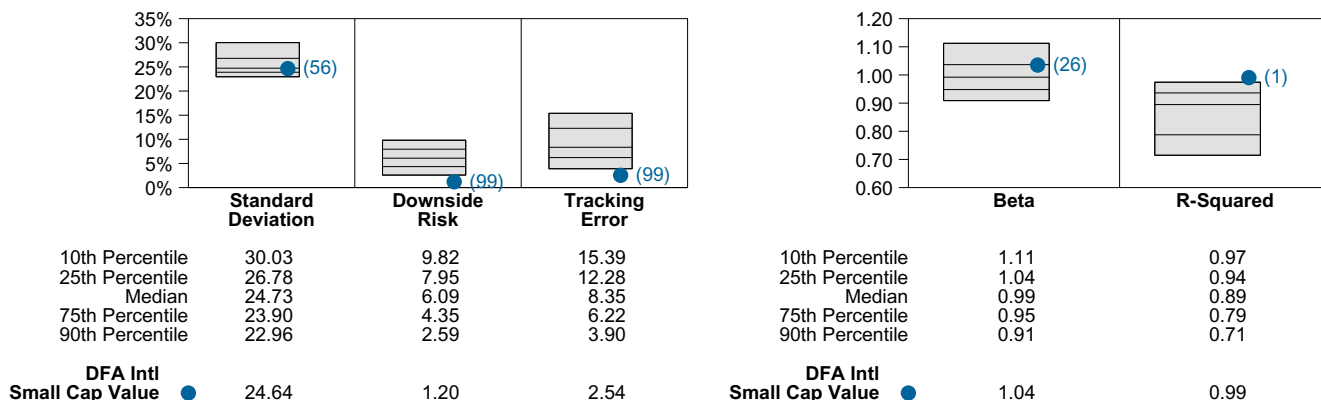 35%
30%
25%
20%
15%
10%
5%
0%
(56)
(99)
(99)
Standard Deviation
Downside Risk
Tracking Error
10th Percentile 30.03 9.82 15.39
25th Percentile 26.78 7.95 12.28
Median 24.73 6.09 8.35
75th Percentile 23.90 4.35 6.22
90th Percentile 22.96 2.59 3.90
DFA Intl
Small Cap Value 24.64 1.20 2.54
1.20
1.10
1.00
0.90
0.80
0.70
0.60
(26)
(1)
Beta
R-Squared
10th Percentile 1.11 0.97
25th Percentile 1.04 0.94
Median 0.99 0.89
75th Percentile 0.95 0.79
90th Percentile 0.91 0.71
DFA Intl
Small Cap Value 1.04 0.99